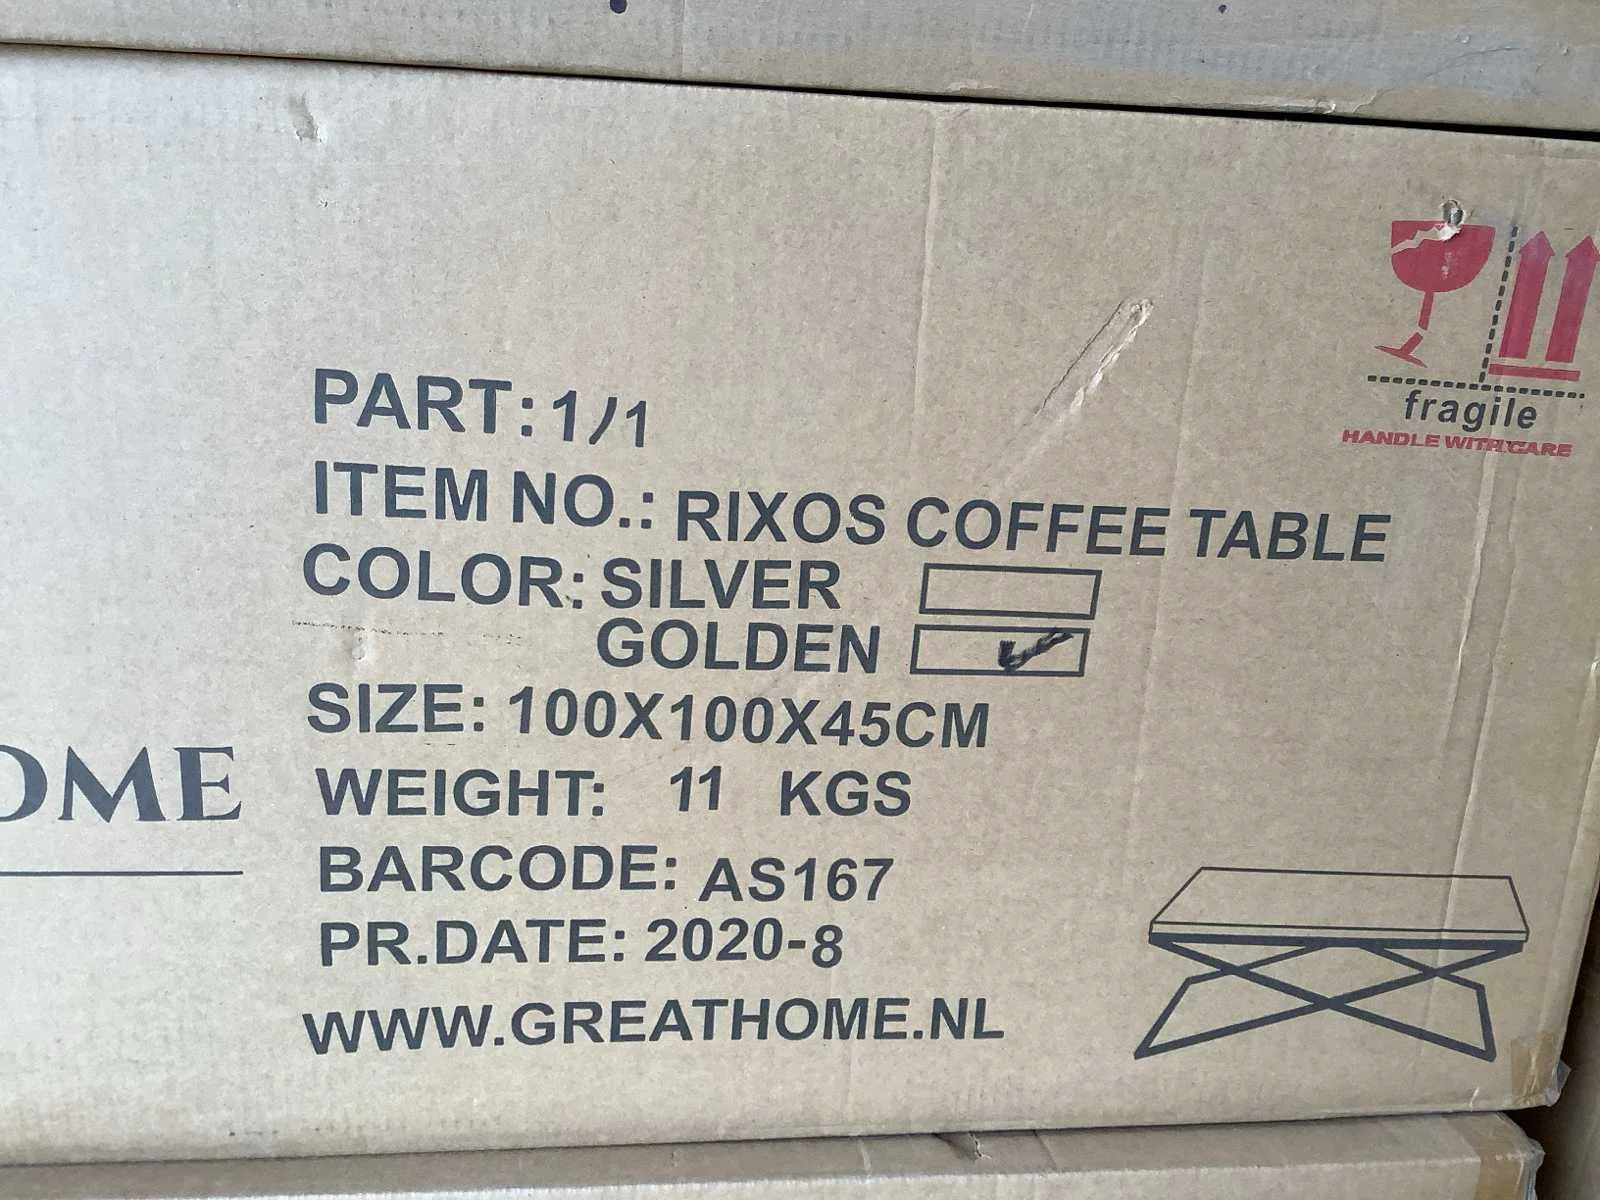 fragile
HANDLE WITH CARE
PART: 1/1
ITEM NO.: RIXOS COFFEE TABLE
COLOR: SILVER
GOLDEN
SIZE: 100X100X45CM
WEIGHT: 11 KGS
BARCODE: AS167
PR.DATE: 2020-8
WWW.GREATHOME.NL
OME